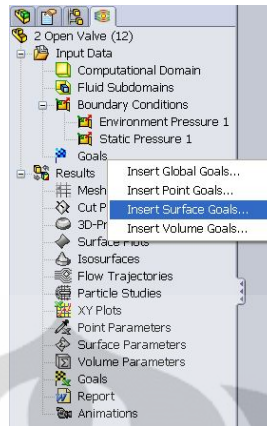 2 Open Valve (12)
Input Data
Computational Domain
Fluid Subdomains
Boundary Conditions
Environment Pressure 1
Static Pressure 1
Goals
Insert Global Goals...
Results
Mesh
Insert Point Goals...
Cut P
Insert Surface Goals...
3D-Pr
Insert Volume Goals...
Surface Plots
Isosurfaces
Flow Trajectories
Particle Studies
XY Plots
Point Parameters
Surface Parameters
Volume Parameters
Goals
Report
Animations